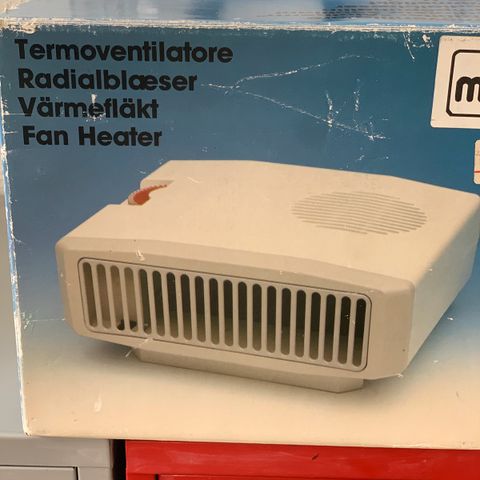 Termoventilatore
Radialblæser
Värmefläkt
Fan Heater
m